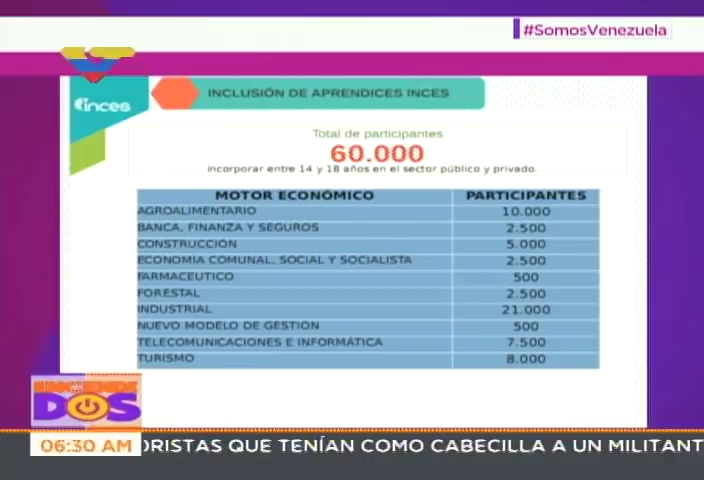 #SomosVenezuela
inces
INCLUSIÓN DE APRENDICES INCES
Total de participantes
60.000
incorporar entre 14 y 18 años en el sector público y privado.
MOTOR ECONÓMICO PARTICIPANTES
AGROALIMENTARIO 10.000
BANCA, FINANZA Y SEGUROS 2.500
CONSTRUCCIÓN 5.000
ECONOMÍA COMUNAL, SOCIAL Y SOCIALISTA 2.500
FARMACEUTICO 500
FORESTAL 2.500
INDUSTRIAL 21.000
NUEVO MODELO DE GESTIÓN 500
TELECOMUNICACIONES E INFORMÁTICA 7.500
TURISMO 8.000
DOS
06:30 AM ORISTAS QUE TENÍAN COMO CABECILLA A UN MILITANT